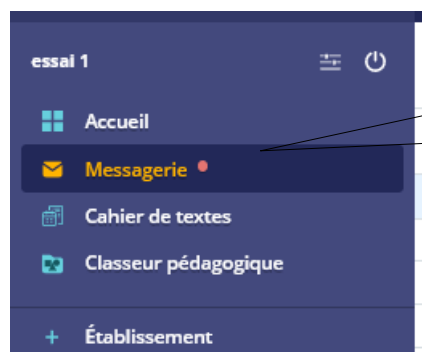 essai 1
Accueil
Messagerie
Cahier de textes
Classeur pédagogique
Établissement